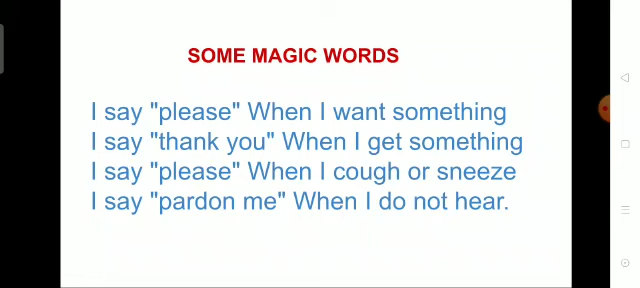 SOME MAGIC WORDS
I say "please" When I want something
I say "thank you" When I get something
I say "please" When I cough or sneeze
I say "pardon me" When I do not hear.